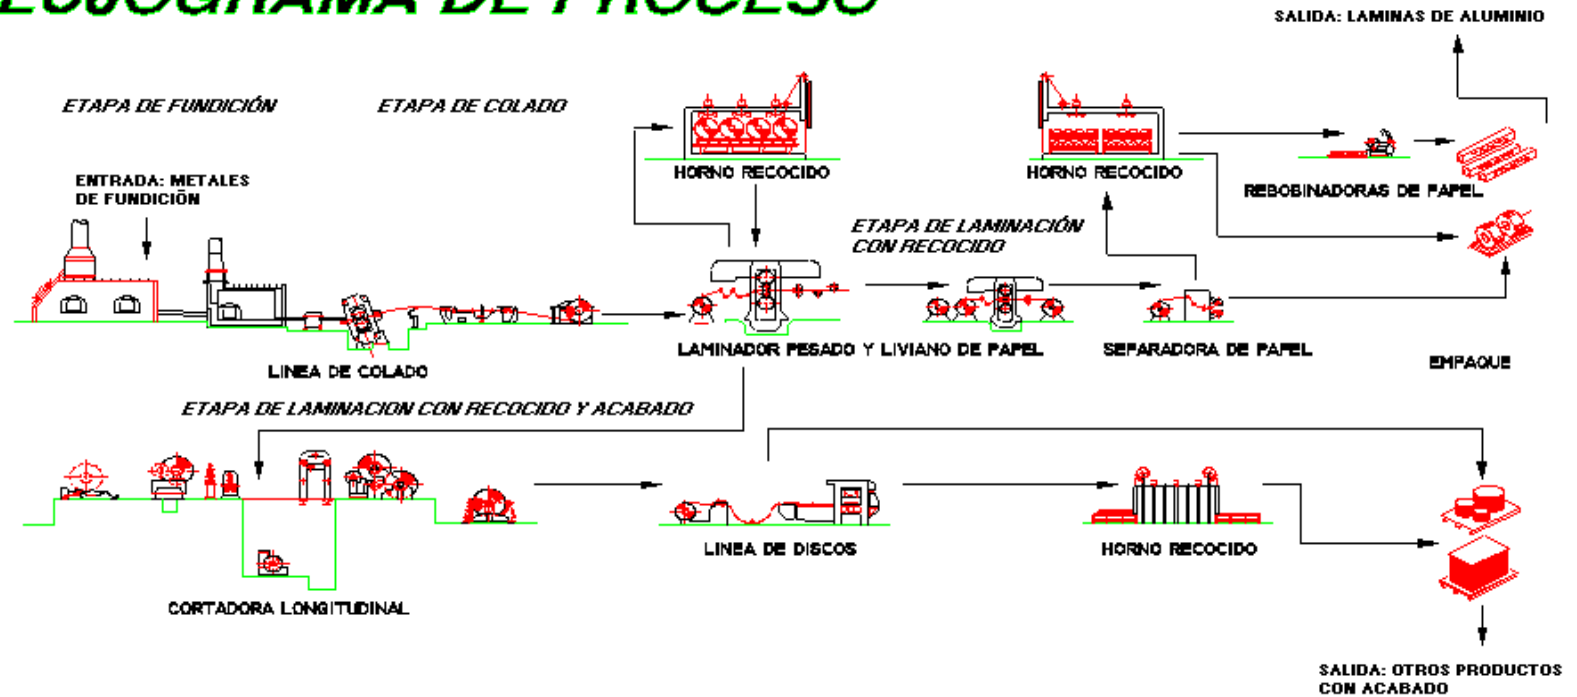 DE PROCESO
SALIDA: LAMINAS DE ALUMINIO
ETAPA DE FUNDICIÓN
ETAPA DE COLADO
ENTRADA: METALES
DE FUNDICIÓN
HORNO RECOCIDO
HORNO RECOCIDO
REBOBINADORAS DE PAPEL
ETAPA DE LAMINACIÓN
CON RECOCIDO
LINEA DE COLADO
LAMINADOR PESADO Y LIVIANO DE PAPEL
SEPARADORA DE PAPEL
EMPAQUE
ETAPA DE LAMINACION CON RECOCIDO Y ACABADO
LINEA DE DISCOS
HORNO RECOCIDO
CORTADORA LONGITUDINAL
SALIDA: OTROS PRODUCTOS
CON ACABADO